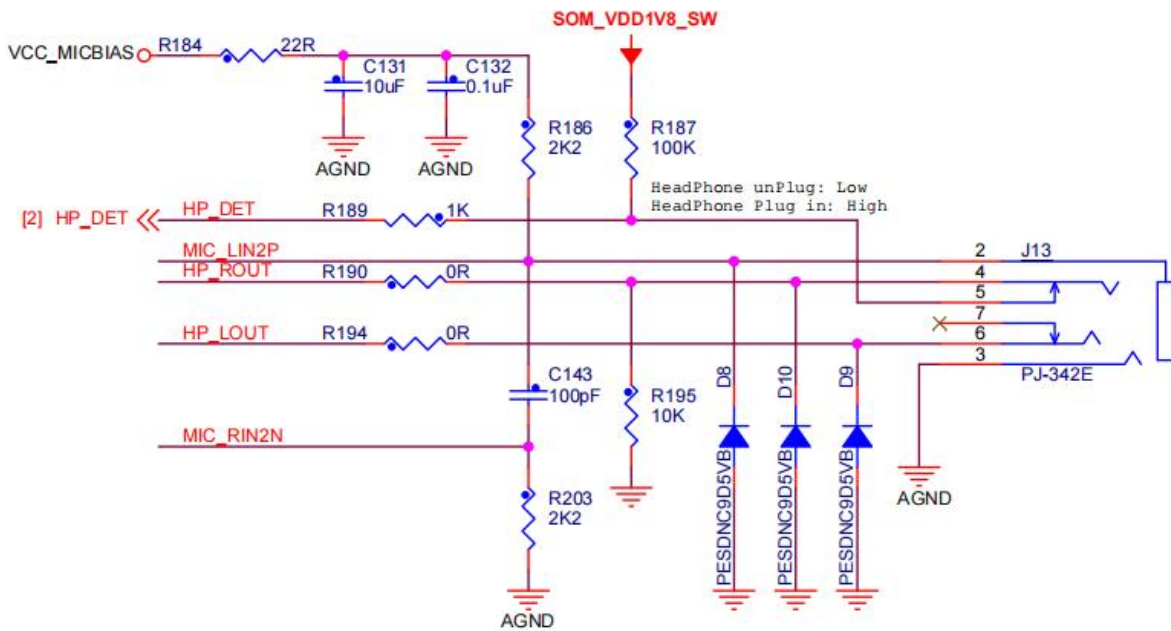 SOM_VDD1V8_SW
VCC_MICBIAS R184 22R
C131
10uF
C132
0.1uF
AGND
AGND
R186
2K2
R187
100K
HeadPhone unPlug: Low
HeadPhone Plug in: High
[2] HP_DET HP_DET R189 1K
MIC_LIN2P 2 J13
HP_ROUT R190 0R 4
5
7
HP_LOUT R194 0R 6
3
PJ-342E
C143
100pF
R195
10K
D8
D10
D9
MIC_RIN2N
PESDNC9D5VB
PESDNC9D5VB
PESDNC9D5VB
AGND
R203
2K2
AGND